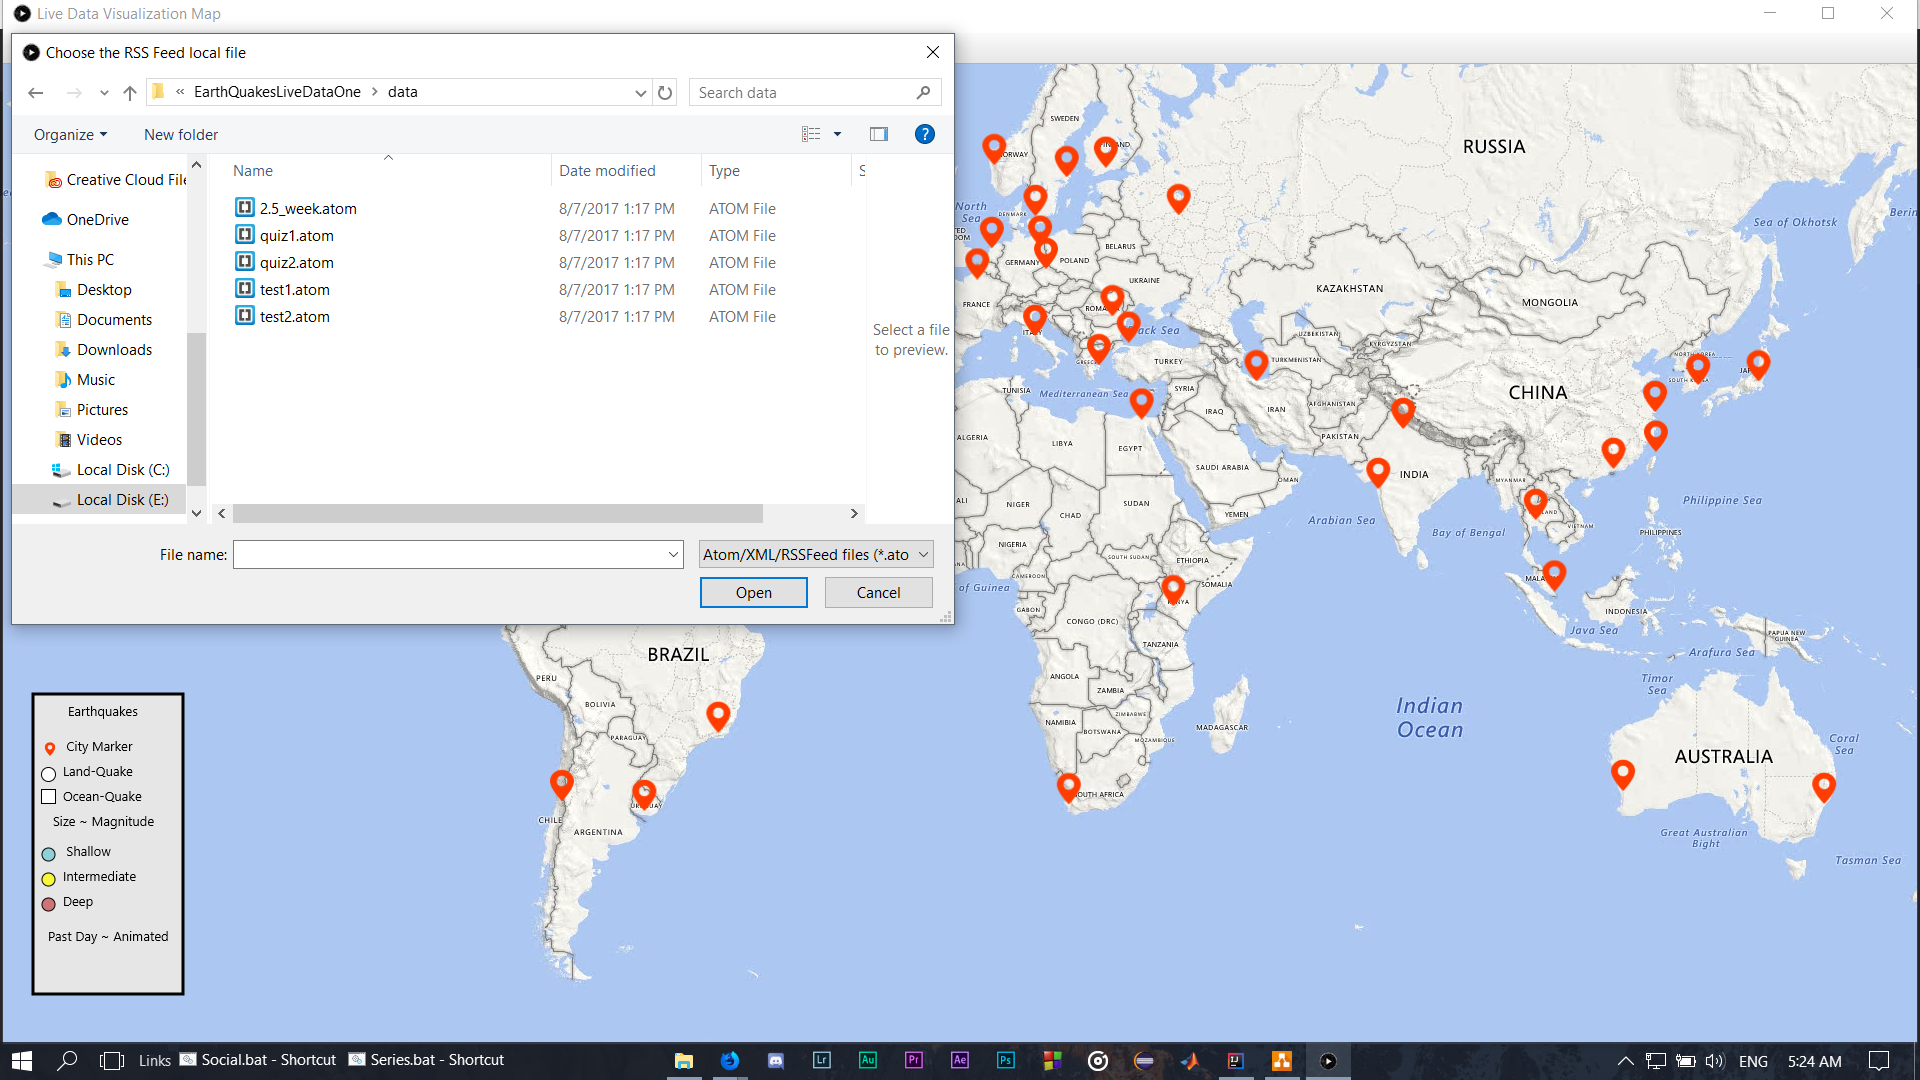 Live Data Visualization Map
Choose the RSS Feed local file
« EarthQuakesLiveDataOne > data
Search data
Organize
New folder
Creative Cloud File
OneDrive
This PC
Desktop
Documents
Downloads
Music
Pictures
Videos
Local Disk (C:)
Local Disk (E:)
Name Date modified Type S
2.5_week.atom 8/7/2017 1:17 PM ATOM File
quiz1.atom 8/7/2017 1:17 PM ATOM File
quiz2.atom 8/7/2017 1:17 PM ATOM File
test1.atom 8/7/2017 1:17 PM ATOM File
test2.atom 8/7/2017 1:17 PM ATOM File
Select a file
to preview.
File name:
Atom/XML/RSSFeed files (*.ato
Open
Cancel
SWEDEN
RUSSIA
North
Sea
DENMARK
Sea of Okhotsk
Berin
BELARUS
GERMANY
POLAND
UKRAINE
KAZAKHSTAN
MONGOLIA
FRANCE
ack Sea
UZBEKISTAN
KYRGYZSTAN
GREECE
TURKEY
TURKMENISTAN
NORTH KOREA
SOUTH KOREA
CHINA
TUNISIA
Mediterranean Sea
SYRIA
IRAQ
IRAN
AFGHANISTAN
PAKISTAN
ALGERIA
LIBYA
EGYPT
SAUDI ARABIA
OMAN
INDIA
MYANMAR
VIETNAM
Philippine Sea
PHILIPPINES
ALI
NIGER
CHAD
SUDAN
YEMEN
Arabian Sea
Bay of Bengal
NIGERIA
SOUTH SUDAN
ETHIOPIA
SOMALIA
CAMEROON
of Guinea
GABON
CONGO (DRC)
TANZANIA
INDONESIA
Java Sea
PAPUA NEW
GUINEA
Arafura Sea
Timor
Sea
BRAZIL
PERU
BOLIVIA
PARAGUAY
CHILE
ARGENTINA
ANGOLA
ZAMBIA
NAMIBIA
ZIMBABWE
BOTSWANA
MOZAMBIQUE
MADAGASCAR
Indian
Ocean
AUSTRALIA
Coral
Sea
Great Australian
Bight
Tasman Sea
Earthquakes
City Marker
Land-Quake
Ocean-Quake
Size ~ Magnitude
Shallow
Intermediate
Deep
Past Day ~ Animated
Links
Social.bat - Shortcut
Series.bat - Shortcut
Lr
Au
Pr
Ae
Ps
IJ
ENG
5:24 AM